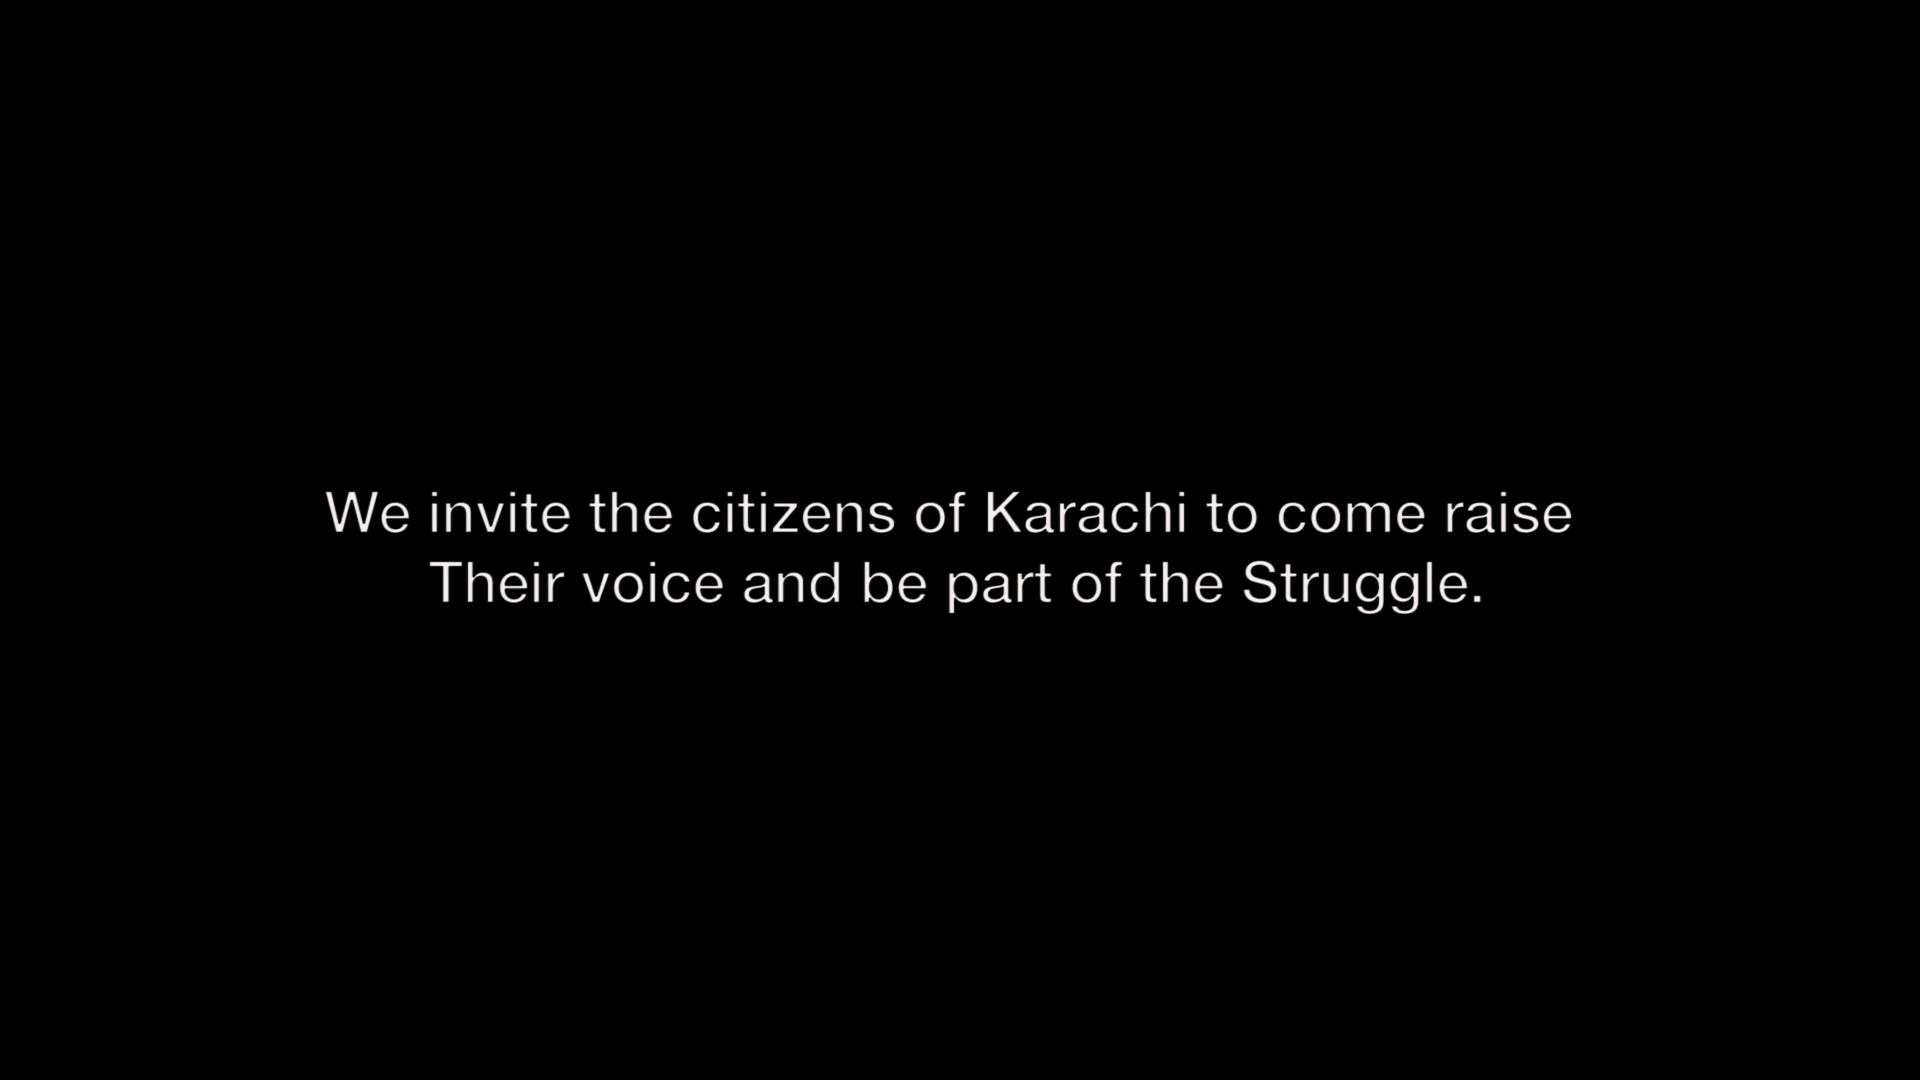 We invite the citizens of Karachi to come raise
Their voice and be part of the Struggle.